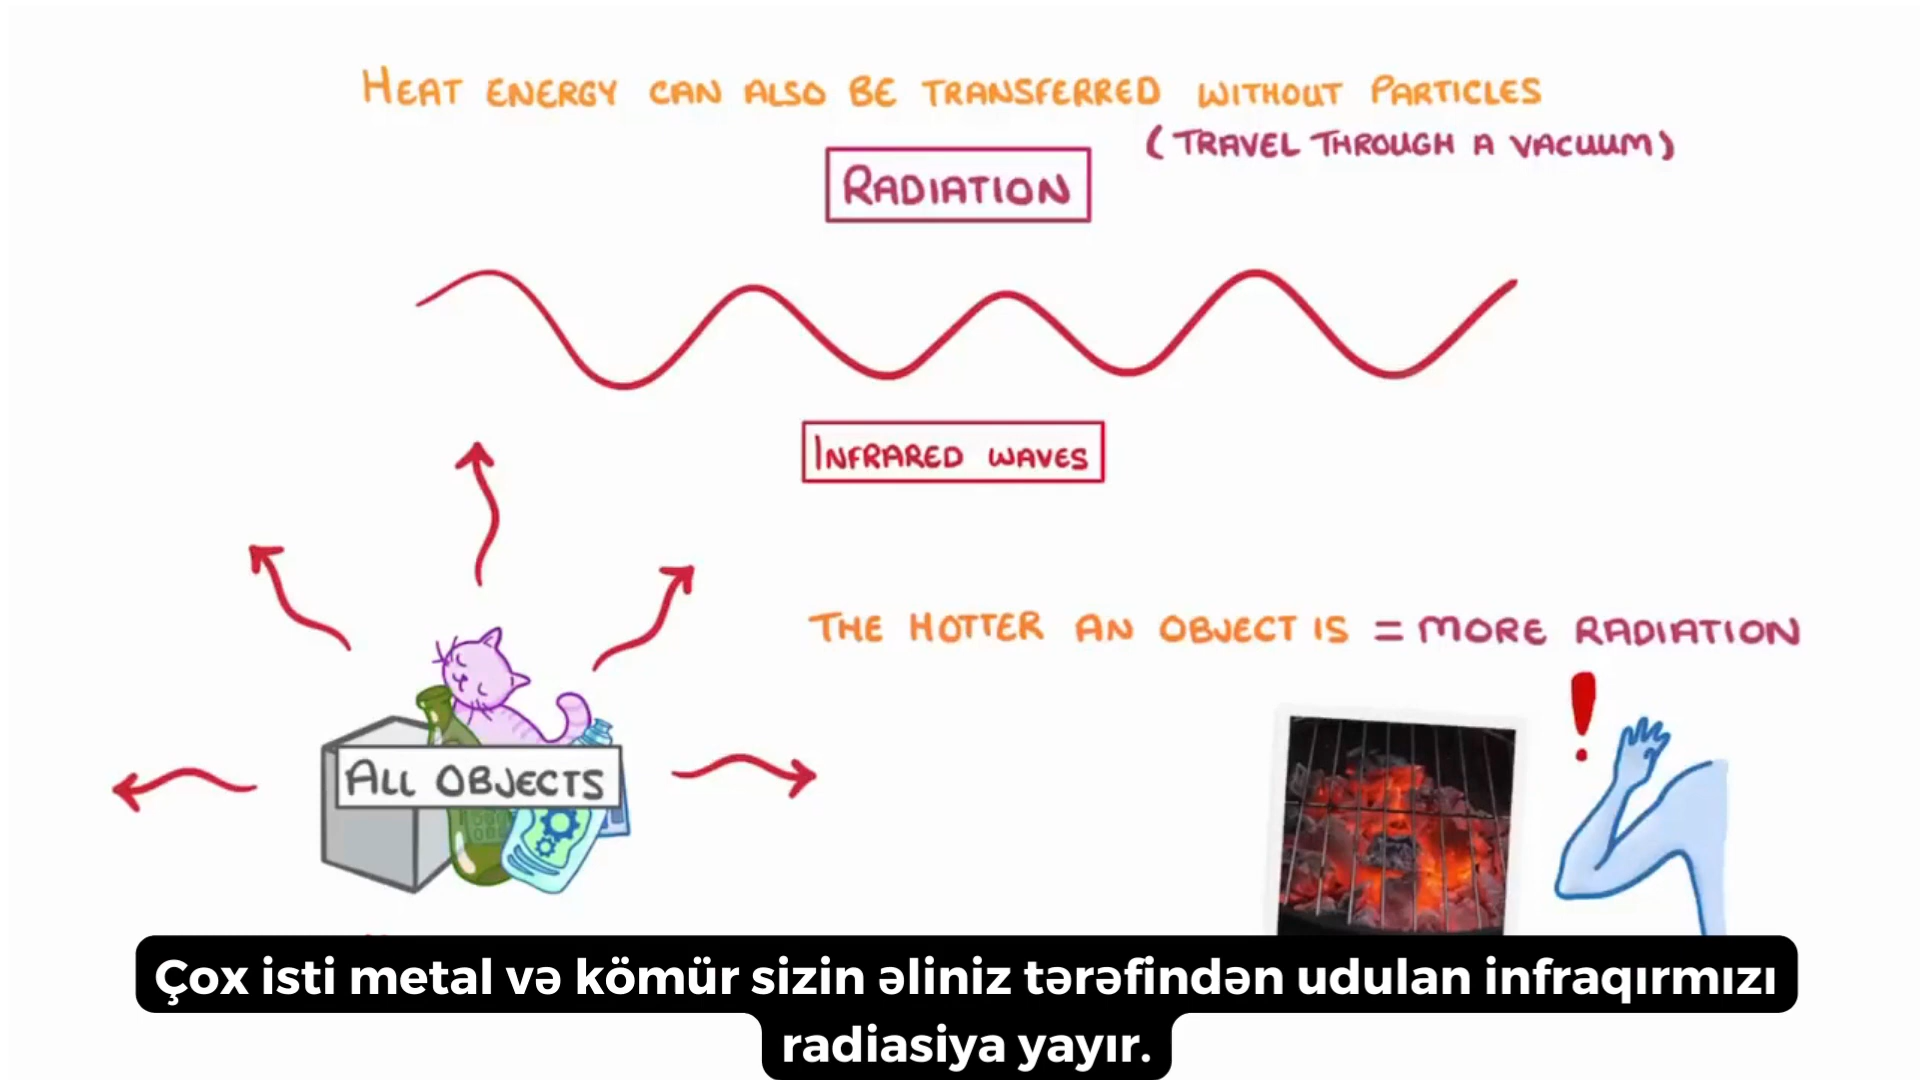 HEAT ENERGY CAN ALSO BE TRANSFERRED WITHOUT PARTICLES
(TRAVEL THROUGH A VACUUM)
RADIATION
INFRARED WAVES
THE HOTTER AN OBJECT IS = MORE RADIATION
!
ALL OBJECTS
Çox isti metal və kömür sizin əliniz tərəfindən udulan infraqırmızı
radiasiya yayır.